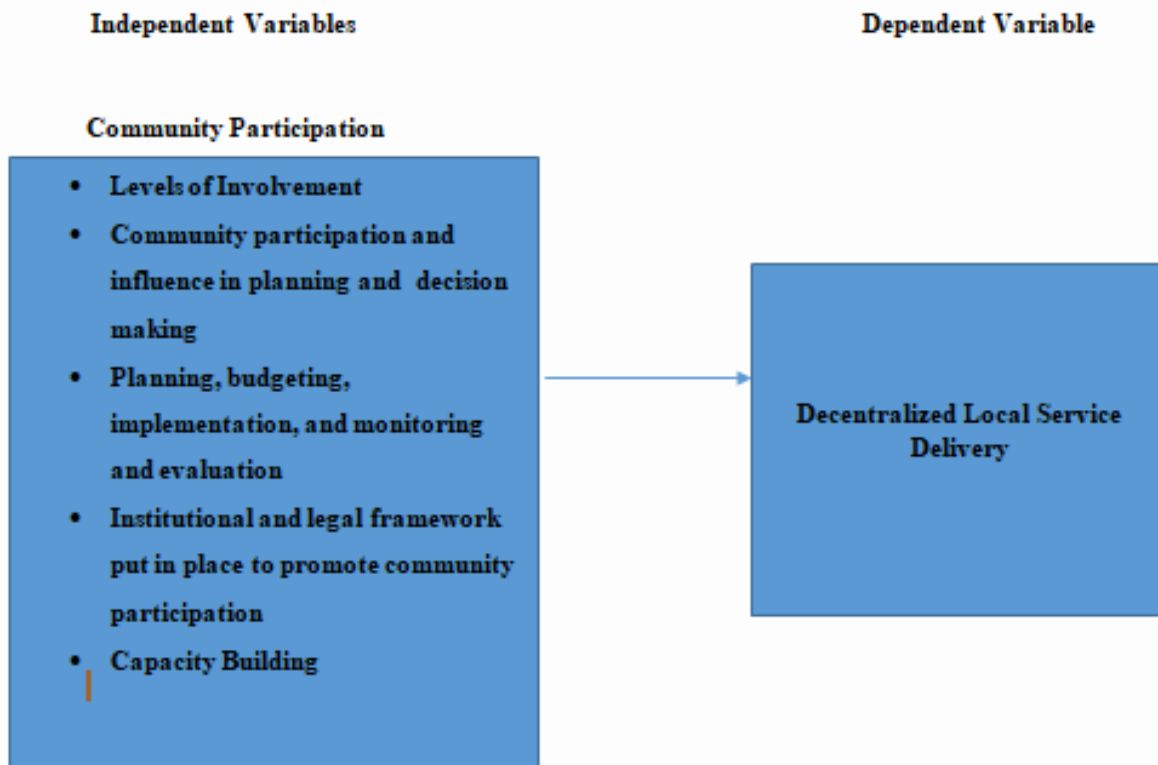 Independent Variables
Dependent Variable
Community Participation
• Levels of Involvement
• Community participation and
influence in planning and decision
making
• Planning, budgeting,
implementation, and monitoring
and evaluation
• Institutional and legal framework
put in place to promote community
participation
• Capacity Building
Decentralized Local Service
Delivery